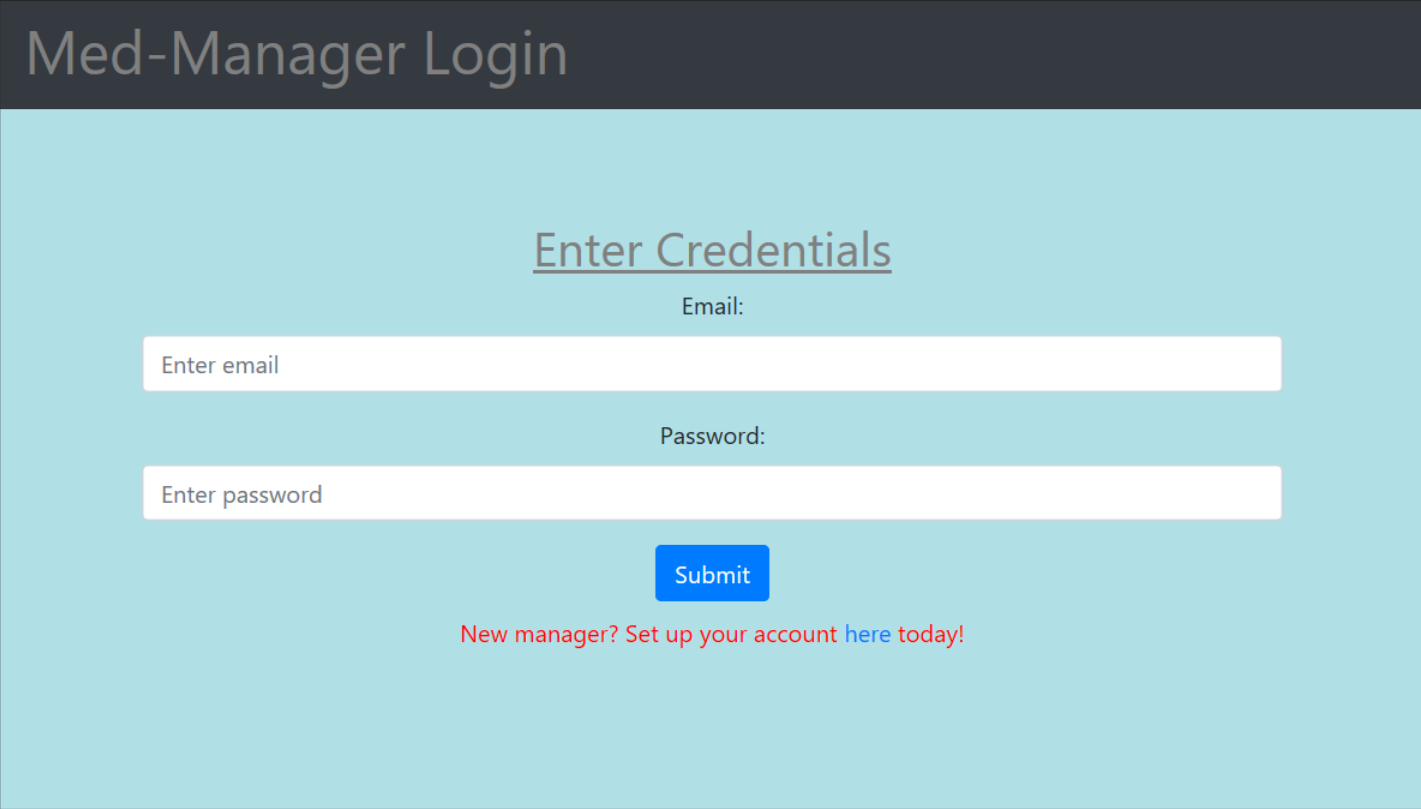 Med-Manager Login
Enter Credentials
Email:
Enter email
Password:
Enter password
Submit
New manager? Set up your account here today!